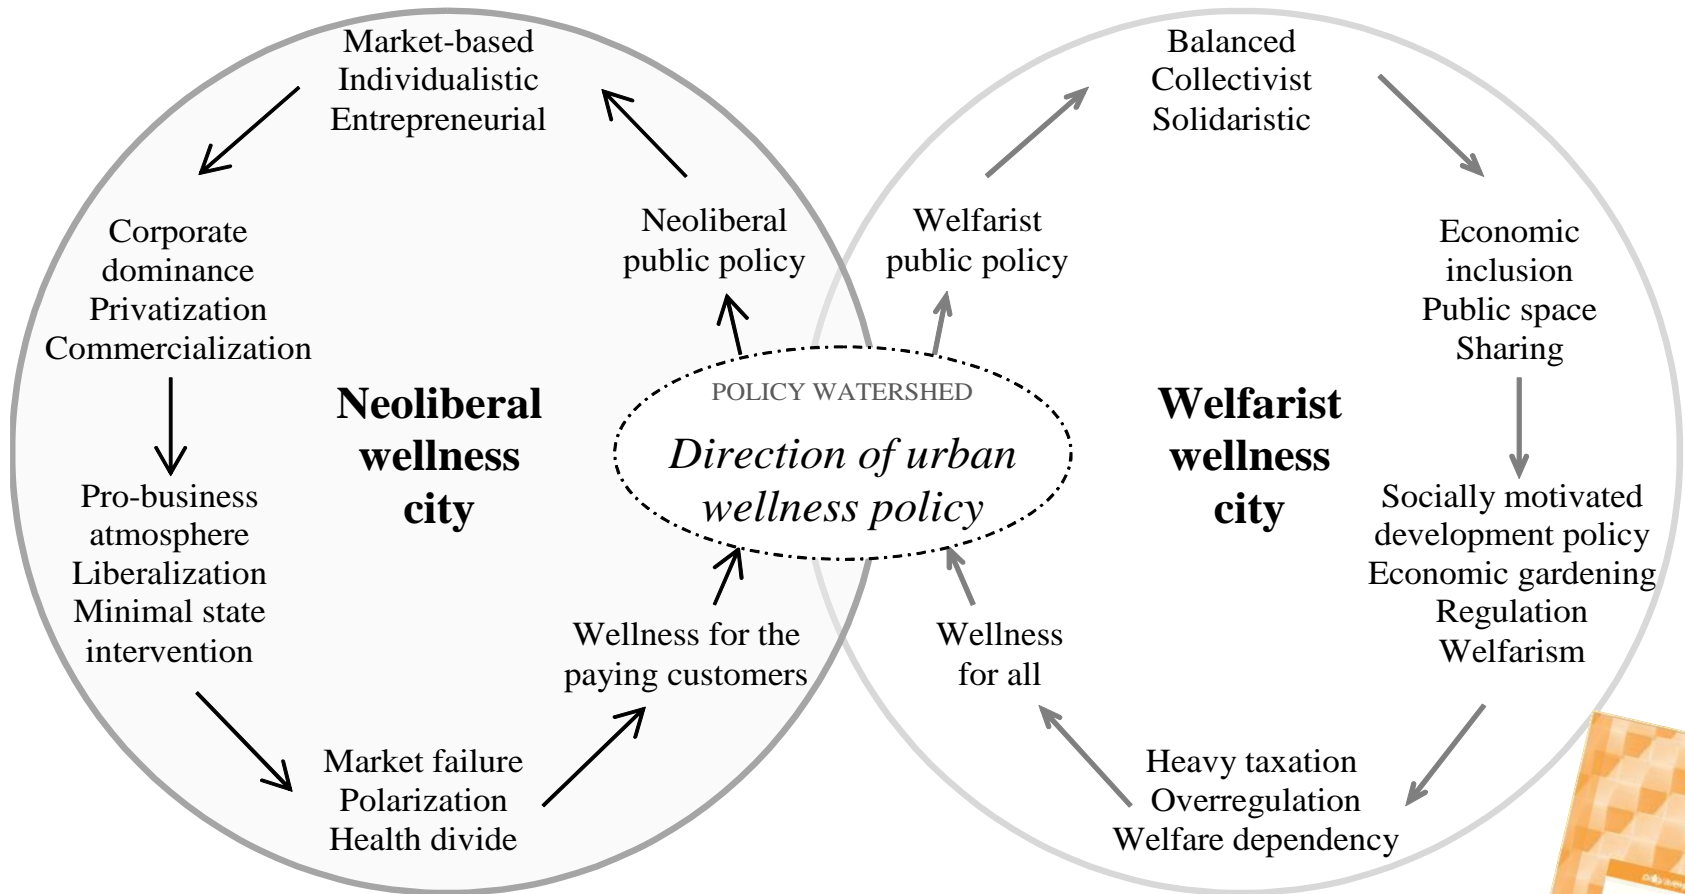 Market-based
Individualistic
Entrepreneurial
Corporate
dominance
Privatization
Commercialization
Pro-business
atmosphere
Liberalization
Minimal state
intervention
Market failure
Polarization
Health divide
Wellness for the
paying customers
Neoliberal
public policy
Neoliberal
wellness
city
POLICY WATERSHED
Direction of urban
wellness policy
Welfarist
public policy
Balanced
Collectivist
Solidaristic
Economic
inclusion
Public space
Sharing
Socially motivated
development policy
Economic gardening
Regulation
Welfarism
Heavy taxation
Overregulation
Welfare dependency
Wellness
for all
Welfarist
wellness
city